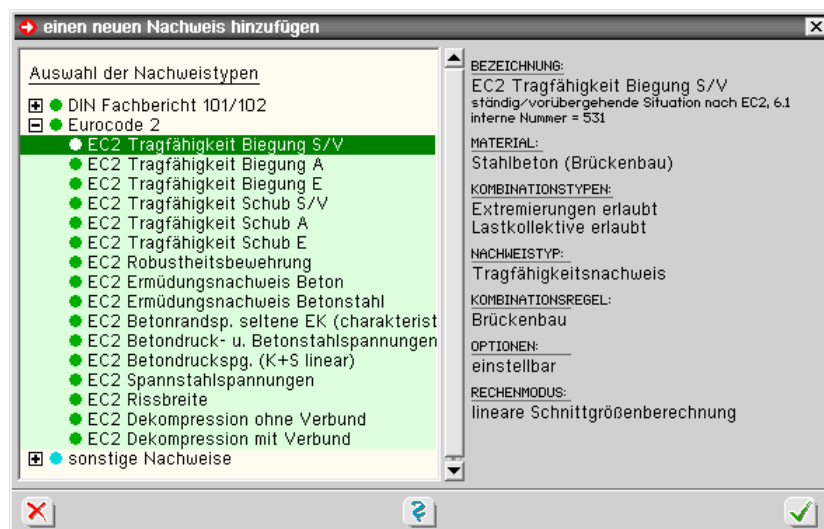 einen neuen Nachweis hinzufügen
Auswahl der Nachweistypen
DIN Fachbericht 101/102
Eurocode 2
EC2 Tragfähigkeit Biegung S/V
EC2 Tragfähigkeit Biegung A
EC2 Tragfähigkeit Biegung E
EC2 Tragfähigkeit Schub S/V
EC2 Tragfähigkeit Schub A
EC2 Tragfähigkeit Schub E
EC2 Robustheitsbewehrung
EC2 Ermüdungsnachweis Beton
EC2 Ermüdungsnachweis Betonstahl
EC2 Betonrandsp. seltene EK (charakterist
EC2 Betondruck- u. Betonstahlspannungen
EC2 Betondruckspg. (K+S linear)
EC2 Spannstahlspannungen
EC2 Rissbreite
EC2 Dekompression ohne Verbund
EC2 Dekompression mit Verbund
sonstige Nachweise
BEZEICHNUNG:
EC2 Tragfähigkeit Biegung S/V
ständig/vorübergehende Situation nach EC2, 6.1
interne Nummer = 531
MATERIAL:
Stahlbeton (Brückenbau)
KOMBINATIONSTYPEN:
Extremierungen erlaubt
Lastkollektive erlaubt
NACHWEISTYP:
Tragfähigkeitsnachweis
KOMBINATIONSREGEL:
Brückenbau
OPTIONEN:
einstellbar
RECHENMODUS:
lineare Schnittgrößenberechnung